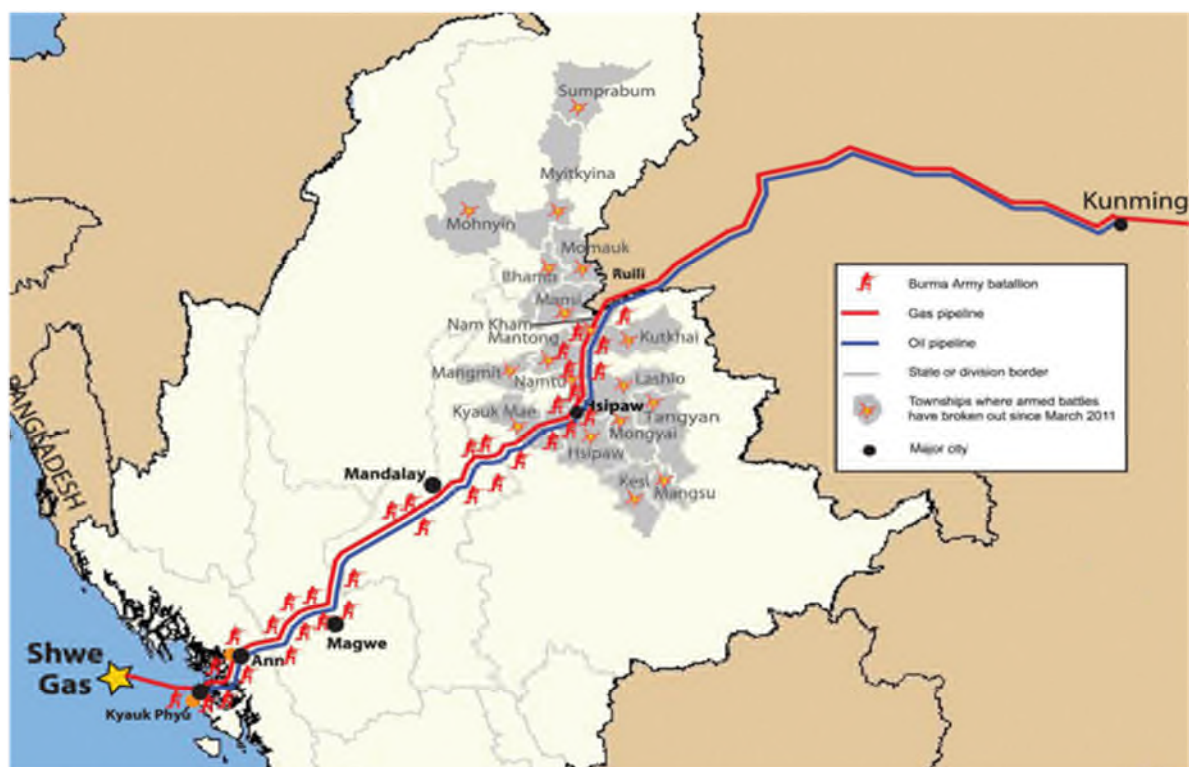 Sumprabum
Myitkyina
Mohnyin
Kunming
Momauk
Bhamo
Ruili
Mansi
Nam Kham
Mantong
Kutkhai
Mangmit
Namtu
Lashio
Kyauk Mae
Hsipaw
Tangyan
Mongyai
Hsipaw
Mandalay
Kesi
Mangsu
BANGLADESH
Magwe
Shwe
Gas
Ann
Kyauk Phyu
Burma Army batallion
Gas pipeline
Oil pipeline
State or division border
Townships where armed battles
have broken out since March 2011
Major city